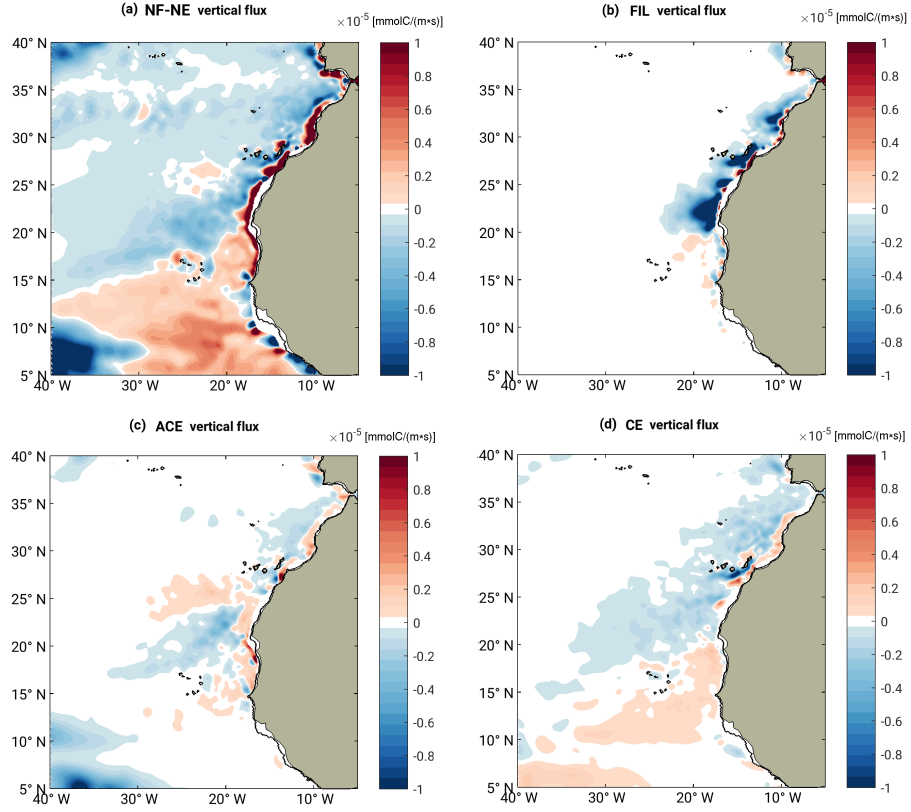 (a) NF-NE vertical flux
×10⁻⁵ [mmolC/(m*s)]
40° N
35° N
30° N
25° N
20° N
15° N
10° N
5° N
40° W
30° W
20° W
10° W
1
0.8
0.6
0.4
0.2
0
-0.2
-0.4
-0.6
-0.8
-1
(b) FIL vertical flux
×10⁻⁵ [mmolC/(m*s)]
40° N
35° N
30° N
25° N
20° N
15° N
10° N
5° N
40° W
30° W
20° W
10° W
1
0.8
0.6
0.4
0.2
0
-0.2
-0.4
-0.6
-0.8
-1
(c) ACE vertical flux
×10⁻⁵ [mmolC/(m*s)]
40° N
35° N
30° N
25° N
20° N
15° N
10° N
5° N
40° W
30° W
20° W
10° W
1
0.8
0.6
0.4
0.2
0
-0.2
-0.4
-0.6
-0.8
-1
(d) CE vertical flux
×10⁻⁵ [mmolC/(m*s)]
40° N
35° N
30° N
25° N
20° N
15° N
10° N
5° N
40° W
30° W
20° W
10° W
1
0.8
0.6
0.4
0.2
0
-0.2
-0.4
-0.6
-0.8
-1